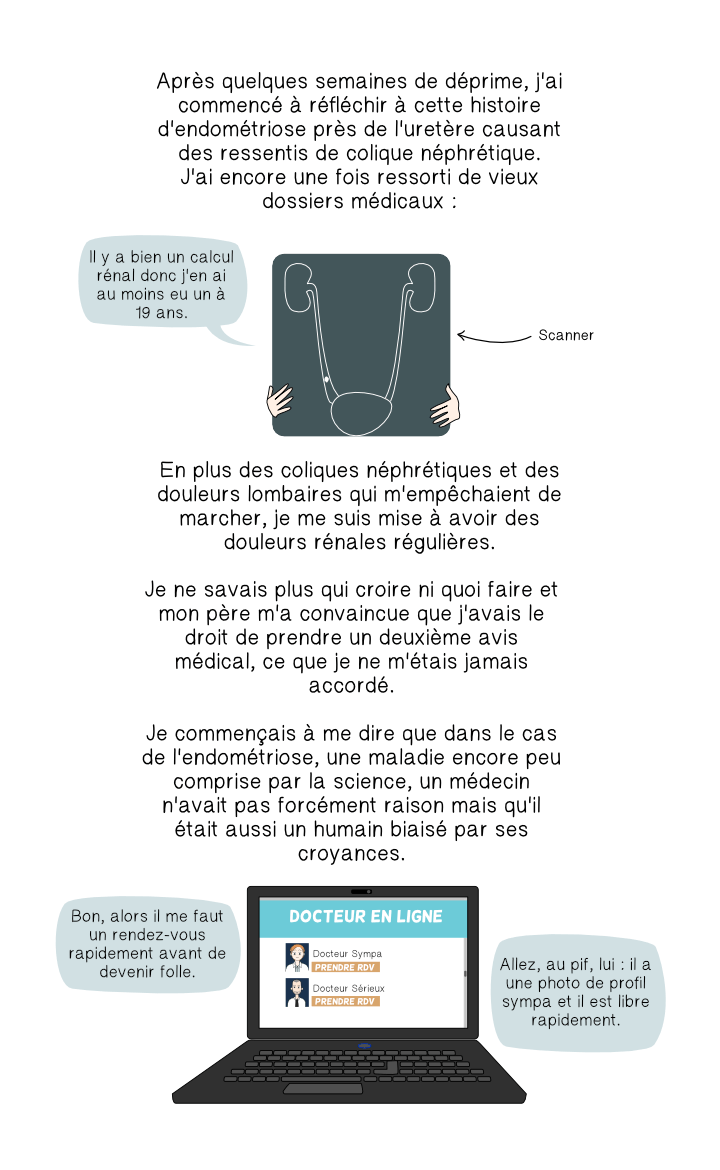 Après quelques semaines de déprime, j'ai
commencé à réfléchir à cette histoire
d'endométriose près de l'uretère causant
des ressentis de colique néphrétique.
J'ai encore une fois ressorti de vieux
dossiers médicaux :
Il y a bien un calcul
rénal donc j'en ai
au moins eu un à
19 ans.
Scanner
En plus des coliques néphrétiques et des
douleurs lombaires qui m'empêchaient de
marcher, je me suis mise à avoir des
douleurs rénales régulières.
Je ne savais plus qui croire ni quoi faire et
mon père m'a convaincue que j'avais le
droit de prendre un deuxième avis
médical, ce que je ne m'étais jamais
accordé.
Je commençais à me dire que dans le cas
de l'endométriose, une maladie encore peu
comprise par la science, un médecin
n'avait pas forcément raison mais qu'il
était aussi un humain biaisé par ses
croyances.
Bon, alors il me faut
un rendez-vous
rapidement avant de
devenir folle.
DOCTEUR EN LIGNE
Docteur Sympa
PRENDRE RDV
Docteur Sérieux
PRENDRE RDV
Allez, au pif, lui : il a
une photo de profil
sympa et il est libre
rapidement.